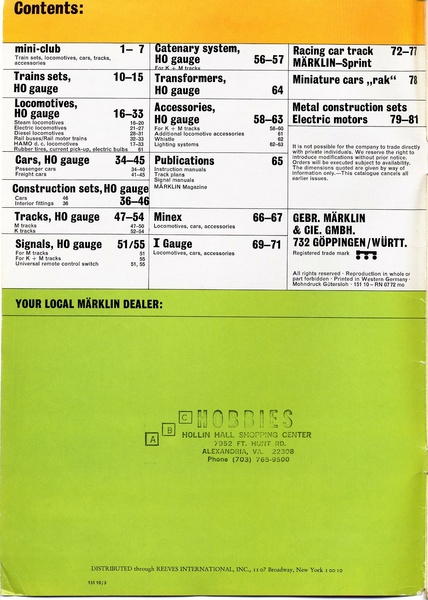 Contents:
mini-club 1– 7
Train sets, locomotives, cars, tracks,
accessories
Trains sets, 10–15
HO gauge
Locomotives,
HO gauge 16–33
Steam locomotives 16–20
Electric locomotives 21–27
Diesel locomotives 28–31
Rail buses/Rail motor trains 32–33
HAMO d. c. locomotives 17–33
Rubber tires, current pick-up, electric bulbs 61
Cars, HO gauge 34–45
Passenger cars 34–40
Freight cars 41–45
Construction sets, HO gauge
Cars 46 36–46
Interior fittings 36
Tracks, HO gauge 47–54
M tracks 47–50
K tracks 52–54
Signals, HO gauge 51/55
For M tracks 51
For K + M tracks 55
Universal remote control switch 51, 55
Catenary system,
HO gauge 56–57
For K + M tracks
Transformers,
HO gauge 64
Accessories,
HO gauge 58–63
For K + M tracks 58–60
Additional locomotive accessories 61
Whistle 62
Lighting systems 62–63
Publications 65
Instruction manuals
Track plans
Signal manuals
MÄRKLIN Magazine
Minex 66–67
Locomotives, cars, accessories
I Gauge 69–71
Locomotives, cars, accessories
Racing car track 72–77
MÄRKLIN–Sprint
Miniature cars „rak“ 78
Metal construction sets
Electric motors 79–81
It is not possible for the company to trade directly
with private individuals. We reserve the right to
introduce modifications without prior notice.
Orders will be executed subject to availability.
The dimensions quoted are given by way of
information only.—This catalogue cancels all
earlier issues.
GEBR. MÄRKLIN
& CIE. GMBH.
732 GÖPPINGEN/WÜRTT.
Registered trade mark
All rights reserved · Reproduction in whole or
part forbidden · Printed in Western Germany ·
Mohndruck Gütersloh · 151 10 – RN 07 72 mo
YOUR LOCAL MÄRKLIN DEALER:
A B C HOBBIES
HOLLIN HALL SHOPPING CENTER
7952 FT. HUNT RD.
ALEXANDRIA, VA. 22308
Phone (703) 765-9500
DISTRIBUTED through REEVES INTERNATIONAL, INC., 1107 Broadway, New York 10010
151 10/3